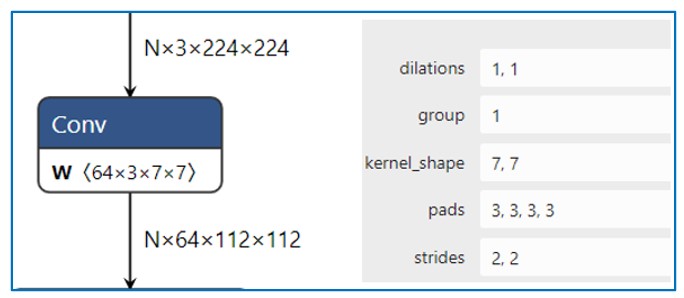 N×3×224×224
Conv
W 〈64×3×7×7〉
N×64×112×112
dilations 1, 1
group 1
kernel_shape 7, 7
pads 3, 3, 3, 3
strides 2, 2